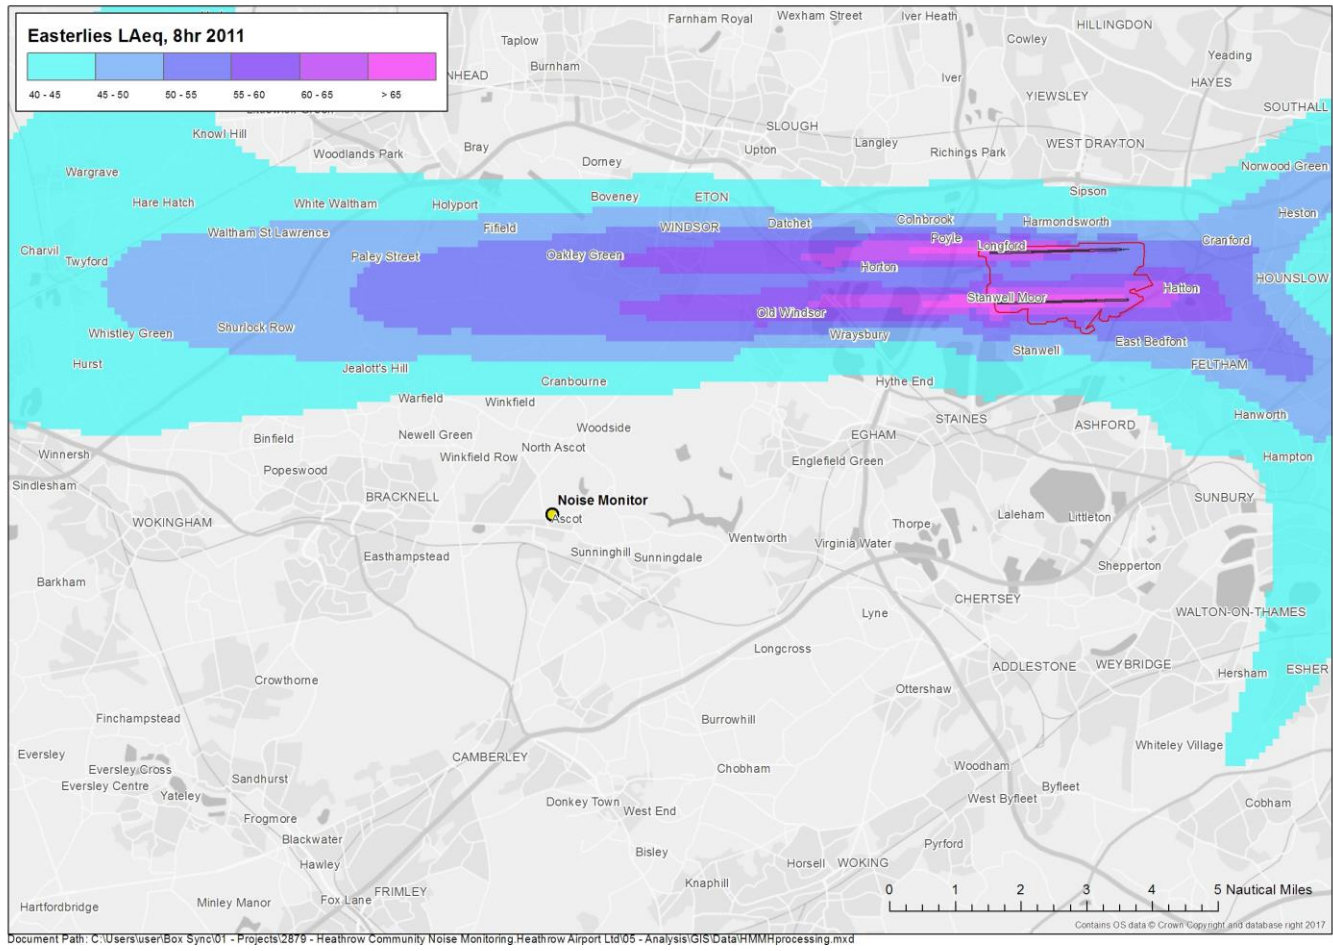 Easterlies LAeq, 8hr 2011
40 - 45
45 - 50
50 - 55
55 - 60
60 - 65
> 65
Farnham Royal
Wexham Street
Iver Heath
HILLINGDON
Taplow
Cowley
Yeading
Burnham
NHEAD
Iver
HAYES
YIEWSLEY
SOUTHALL
Knowl Hill
SLOUGH
Woodlands Park
Bray
Upton
Langley
Richings Park
WEST DRAYTON
Dorney
Norwood Green
Wargrave
Hare Hatch
White Waltham
Holyport
Boveney
ETON
Sipson
Heston
Waltham St Lawrence
Fifield
WINDSOR
Datchet
Colnbrook
Harmondsworth
Poyle
Longford
Cranford
Charvil
Twyford
Paley Street
Oakley Green
Horton
HOUNSLOW
Hatton
Stanwell Moor
Old Windsor
Whistley Green
Shurlock Row
Wraysbury
East Bedfont
Stanwell
Hurst
Jealott's Hill
FELTHAM
Cranbourne
Hythe End
Warfield
Winkfield
Hanworth
STAINES
ASHFORD
Binfield
Newell Green
Woodside
North Ascot
EGHAM
Winnersh
Winkfield Row
Englefield Green
Hampton
Popeswood
Sindlesham
BRACKNELL
Noise Monitor
SUNBURY
WOKINGHAM
Ascot
Thorpe
Laleham
Littleton
Wentworth
Virginia Water
Easthampstead
Sunninghill
Sunningdale
Shepperton
Barkham
CHERTSEY
Lyne
WALTON-ON-THAMES
Longcross
ADDLESTONE
WEYBRIDGE
Hersham
ESHER
Crowthorne
Ottershaw
Finchampstead
Burrowhill
Eversley
CAMBERLEY
Whiteley Village
Eversley Cross
Sandhurst
Chobham
Woodham
Eversley Centre
Yateley
Byfleet
Donkey Town
West End
West Byfleet
Cobham
Frogmore
Blackwater
Bisley
Pyrford
Hawley
Horsell
WOKING
Knaphill
FRIMLEY
Fox Lane
Minley Manor
Hartfordbridge
0 1 2 3 4 5 Nautical Miles
Contains OS data © Crown Copyright and database right 2017
Document Path: C:\Users\user\Box Sync\01 - Projects\2879 - Heathrow Community Noise Monitoring.Heathrow Airport Ltd\05 - Analysis\GIS\Data\HMMHprocessing.mxd